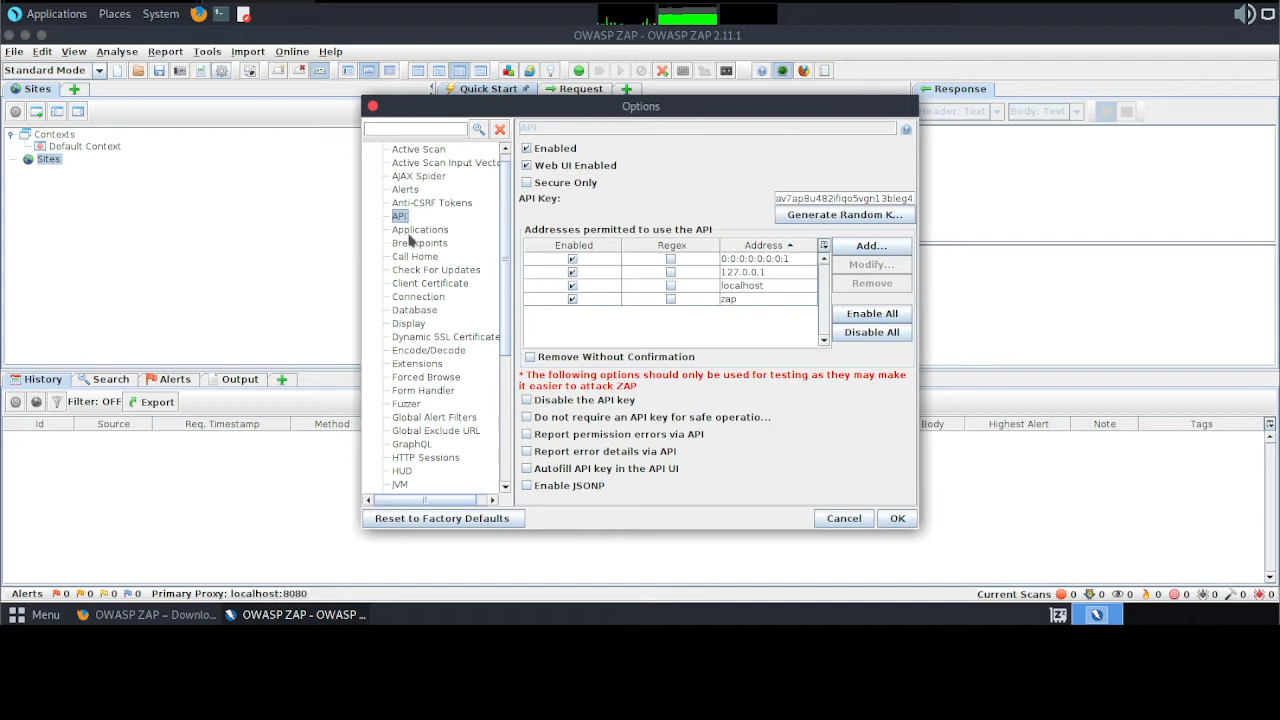 Applications Places System
OWASP ZAP - OWASP ZAP 2.11.1
File Edit View Analyse Report Tools Import Online Help
Standard Mode
Sites Quick Start Request Response
Header: Text Body: Text
Contexts
Default Context
Sites
Options
API
Active Scan
Active Scan Input Vecto
AJAX Spider
Alerts
Anti-CSRF Tokens
API
Applications
Breakpoints
Call Home
Check For Updates
Client Certificate
Connection
Database
Display
Dynamic SSL Certificate
Encode/Decode
Extensions
Forced Browse
Form Handler
Fuzzer
Global Alert Filters
Global Exclude URL
GraphQL
HTTP Sessions
HUD
JVM
Enabled
Web UI Enabled
Secure Only
API Key: av7ap8u482ifiqo5vgn13bleg4
Generate Random K...
Addresses permitted to use the API
Enabled Regex Address
0:0:0:0:0:0:0:1
127.0.0.1
localhost
zap
Add...
Modify...
Remove
Enable All
Disable All
Remove Without Confirmation
* The following options should only be used for testing as they may make
it easier to attack ZAP
Disable the API key
Do not require an API key for safe operatio...
Report permission errors via API
Report error details via API
Autofill API key in the API UI
Enable JSONP
Reset to Factory Defaults Cancel OK
History Search Alerts Output
Filter: OFF Export
Id Source Req. Timestamp Method Body Highest Alert Note Tags
Alerts 0 0 0 0 Primary Proxy: localhost:8080 Current Scans 0 0 0 0 0 0 0 0
Menu OWASP ZAP – Downlo... OWASP ZAP - OWASP ...